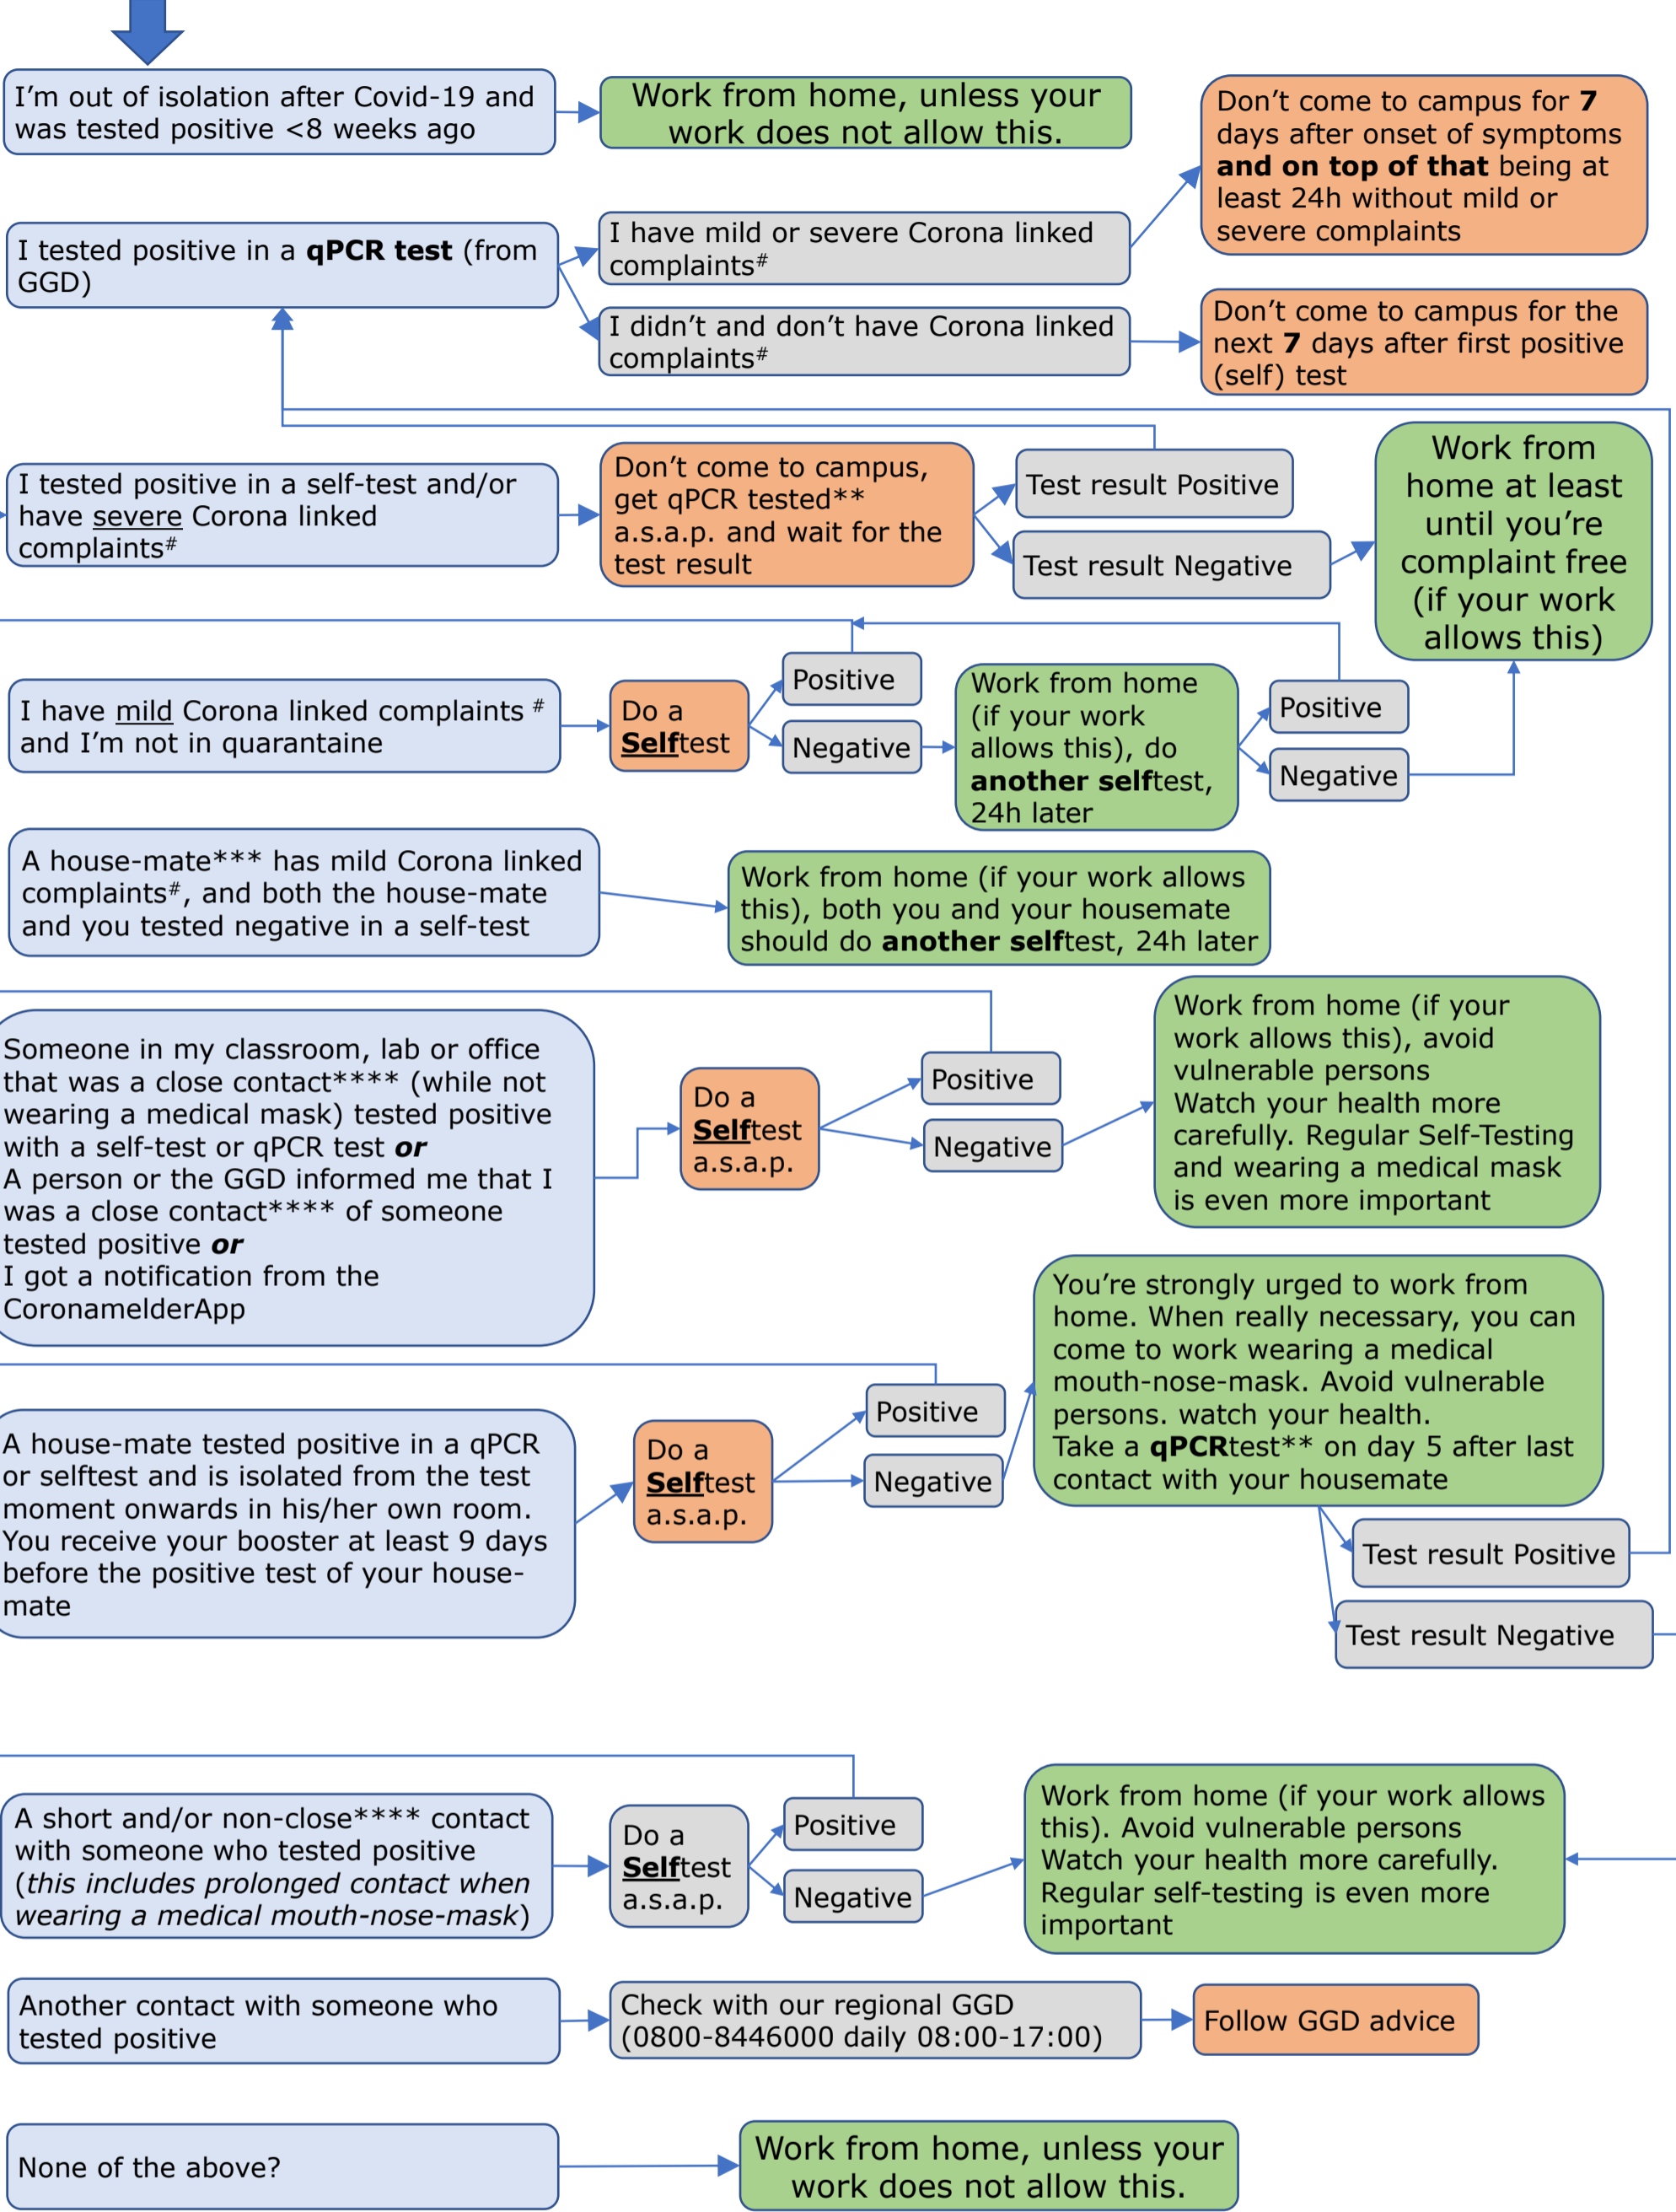 I'm out of isolation after Covid-19 and
was tested positive <8 weeks ago
Work from home, unless your
work does not allow this.
Don't come to campus for 7
days after onset of symptoms
and on top of that being at
least 24h without mild or
severe complaints
I tested positive in a qPCR test (from
GGD)
I have mild or severe Corona linked
complaints#
I didn't and don't have Corona linked
complaints#
Don't come to campus for the
next 7 days after first positive
(self) test
I tested positive in a self-test and/or
have severe Corona linked
complaints#
Don't come to campus,
get qPCR tested**
a.s.a.p. and wait for the
test result
Test result Positive
Test result Negative
Work from
home at least
until you're
complaint free
(if your work
allows this)
I have mild Corona linked complaints #
and I'm not in quarantaine
Do a
Selftest
Positive
Negative
Work from home
(if your work
allows this), do
another selftest,
24h later
Positive
Negative
A house-mate*** has mild Corona linked
complaints#, and both the house-mate
and you tested negative in a self-test
Work from home (if your work allows
this), both you and your housemate
should do another selftest, 24h later
Someone in my classroom, lab or office
that was a close contact**** (while not
wearing a medical mask) tested positive
with a self-test or qPCR test or
A person or the GGD informed me that I
was a close contact**** of someone
tested positive or
I got a notification from the
CoronamelderApp
Do a
Selftest
a.s.a.p.
Positive
Negative
Work from home (if your
work allows this), avoid
vulnerable persons
Watch your health more
carefully. Regular Self-Testing
and wearing a medical mask
is even more important
A house-mate tested positive in a qPCR
or selftest and is isolated from the test
moment onwards in his/her own room.
You receive your booster at least 9 days
before the positive test of your house-
mate
Do a
Selftest
a.s.a.p.
Positive
Negative
You're strongly urged to work from
home. When really necessary, you can
come to work wearing a medical
mouth-nose-mask. Avoid vulnerable
persons. watch your health.
Take a qPCRtest** on day 5 after last
contact with your housemate
Test result Positive
Test result Negative
A short and/or non-close**** contact
with someone who tested positive
(this includes prolonged contact when
wearing a medical mouth-nose-mask)
Do a
Selftest
a.s.a.p.
Positive
Negative
Work from home (if your work allows
this). Avoid vulnerable persons
Watch your health more carefully.
Regular self-testing is even more
important
Another contact with someone who
tested positive
Check with our regional GGD
(0800-8446000 daily 08:00-17:00)
Follow GGD advice
None of the above?
Work from home, unless your
work does not allow this.